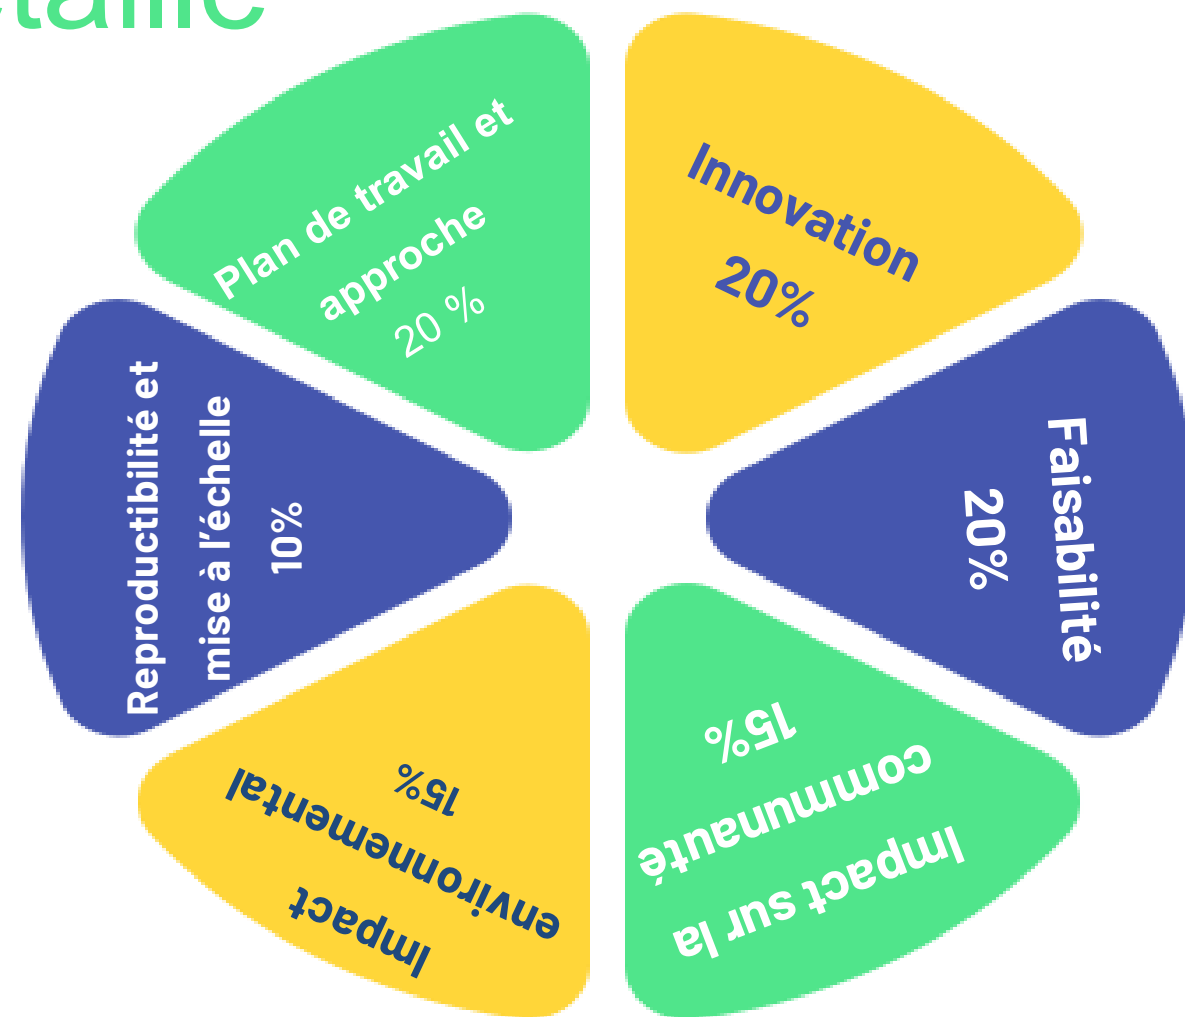 Innovation
20%
Faisabilité
20%
Impact sur la
communauté
15%
Impact
environnemental
15%
Reproductibilité et
mise à l'échelle
10%
Plan de travail et
approche
20 %